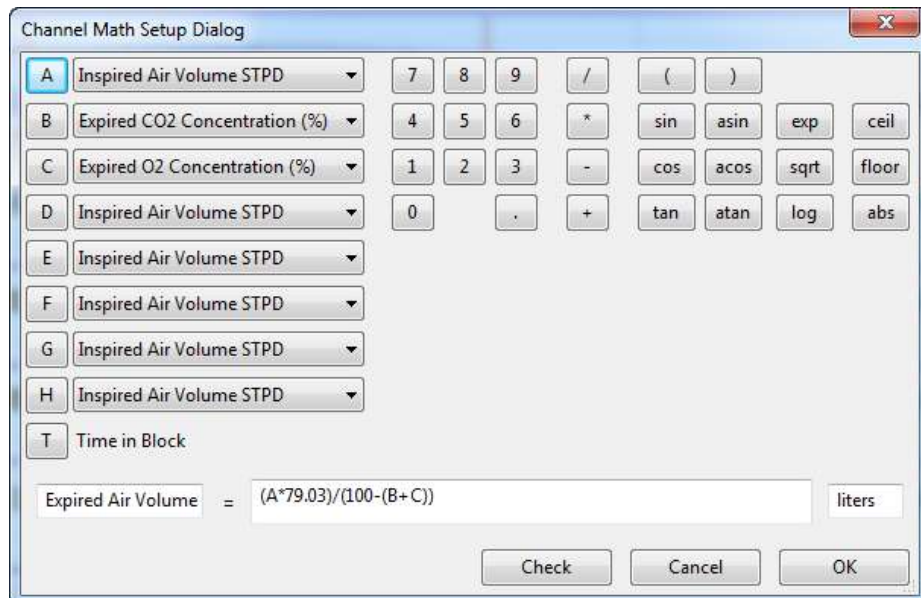 Channel Math Setup Dialog
A Inspired Air Volume STPD 7 8 9 / ( )
B Expired CO2 Concentration (%) 4 5 6 * sin asin exp ceil
C Expired O2 Concentration (%) 1 2 3 - cos acos sqrt floor
D Inspired Air Volume STPD 0 . + tan atan log abs
E Inspired Air Volume STPD
F Inspired Air Volume STPD
G Inspired Air Volume STPD
H Inspired Air Volume STPD
T Time in Block
Expired Air Volume = (A*79.03)/(100-(B+C)) liters
Check Cancel OK